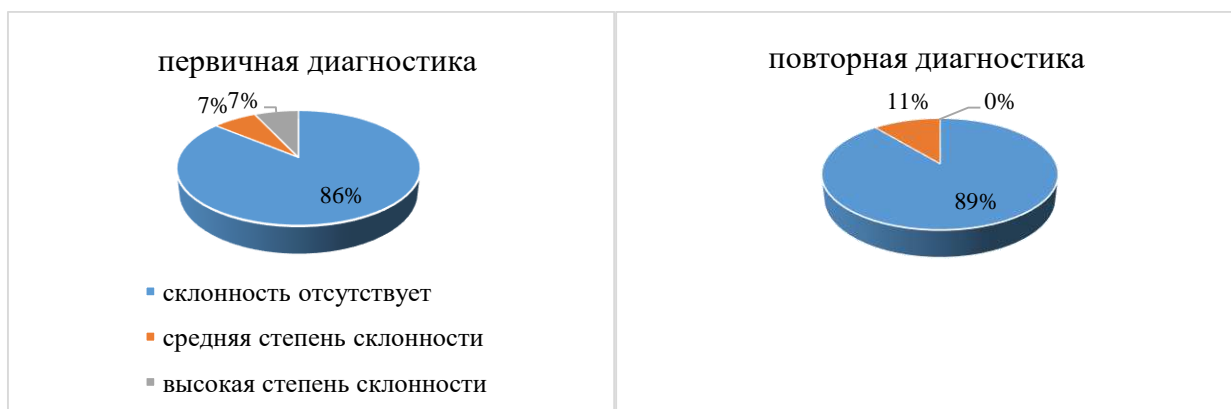 первичная диагностика
7%
7%
86%
склонность отсутствует
средняя степень склонности
высокая степень склонности
повторная диагностика
11%
0%
89%